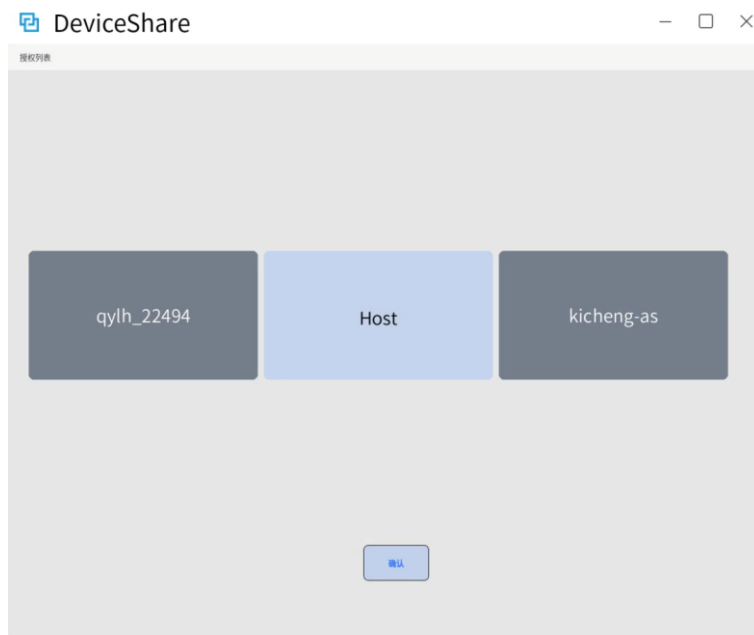 DeviceShare
授权列表
qylh_22494
Host
kicheng-as
确认